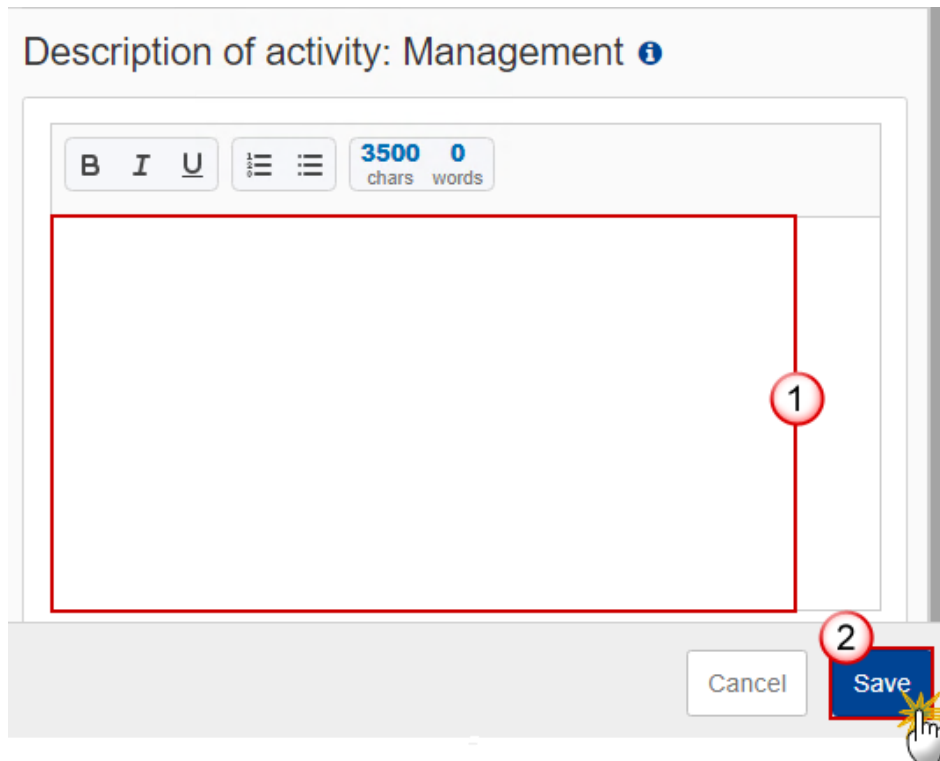 Description of activity: Management
B I U 3500 0
chars words
1
2
Cancel Save